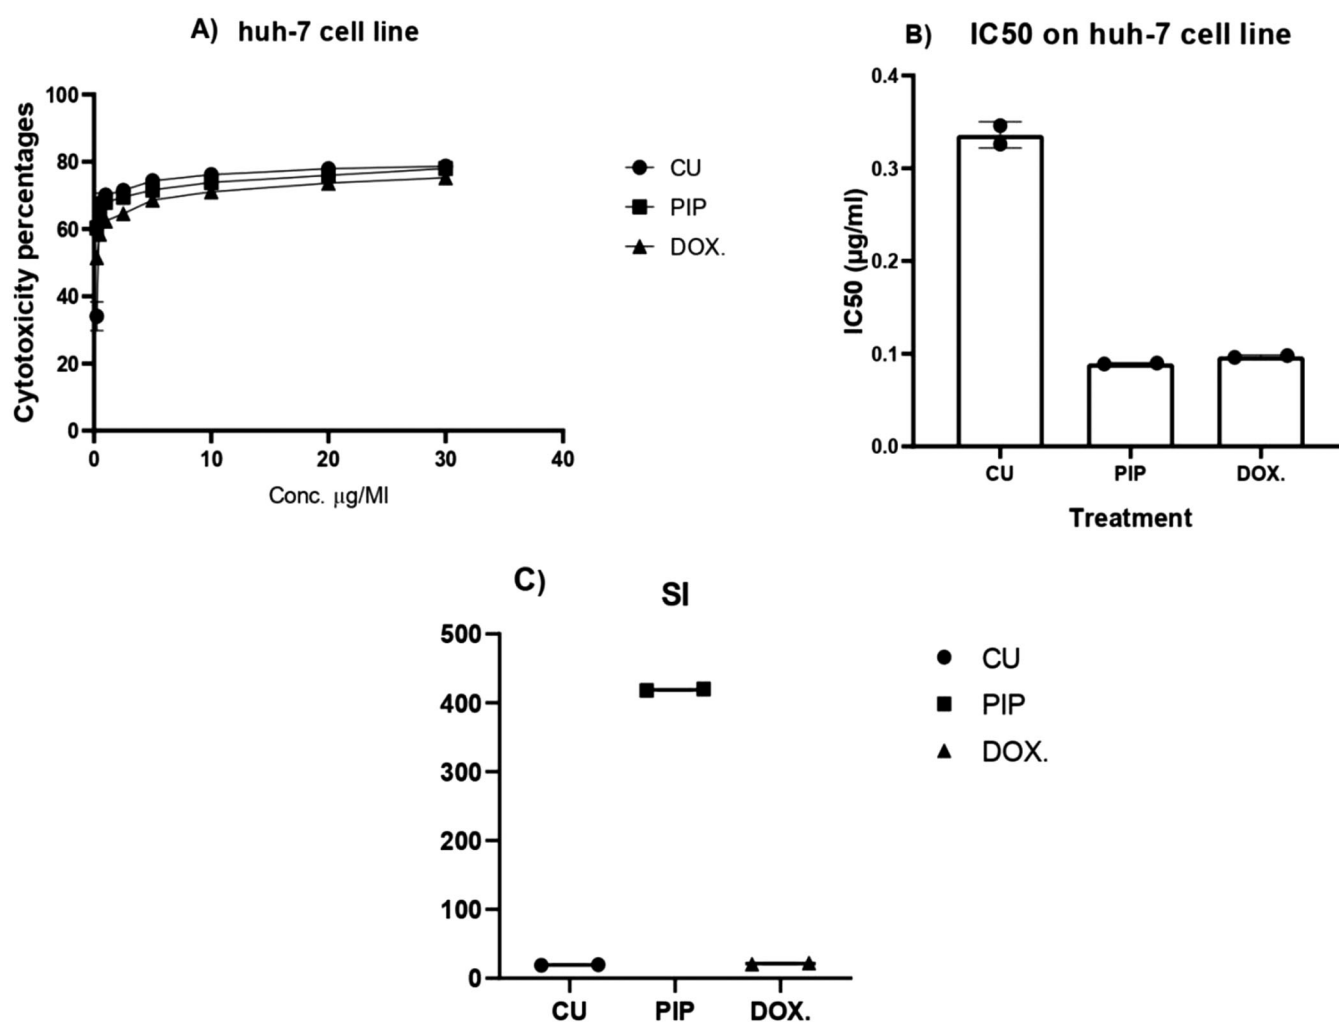 A) huh-7 cell line
Cytotoxicity percentages
100
80
60
40
20
0
0 10 20 30 40
Conc. μg/Ml
CU
PIP
DOX.
B) IC50 on huh-7 cell line
IC50 (μg/ml)
0.4
0.3
0.2
0.1
0.0
CU PIP DOX.
Treatment
C) SI
500
400
300
200
100
0
CU PIP DOX.
CU
PIP
DOX.